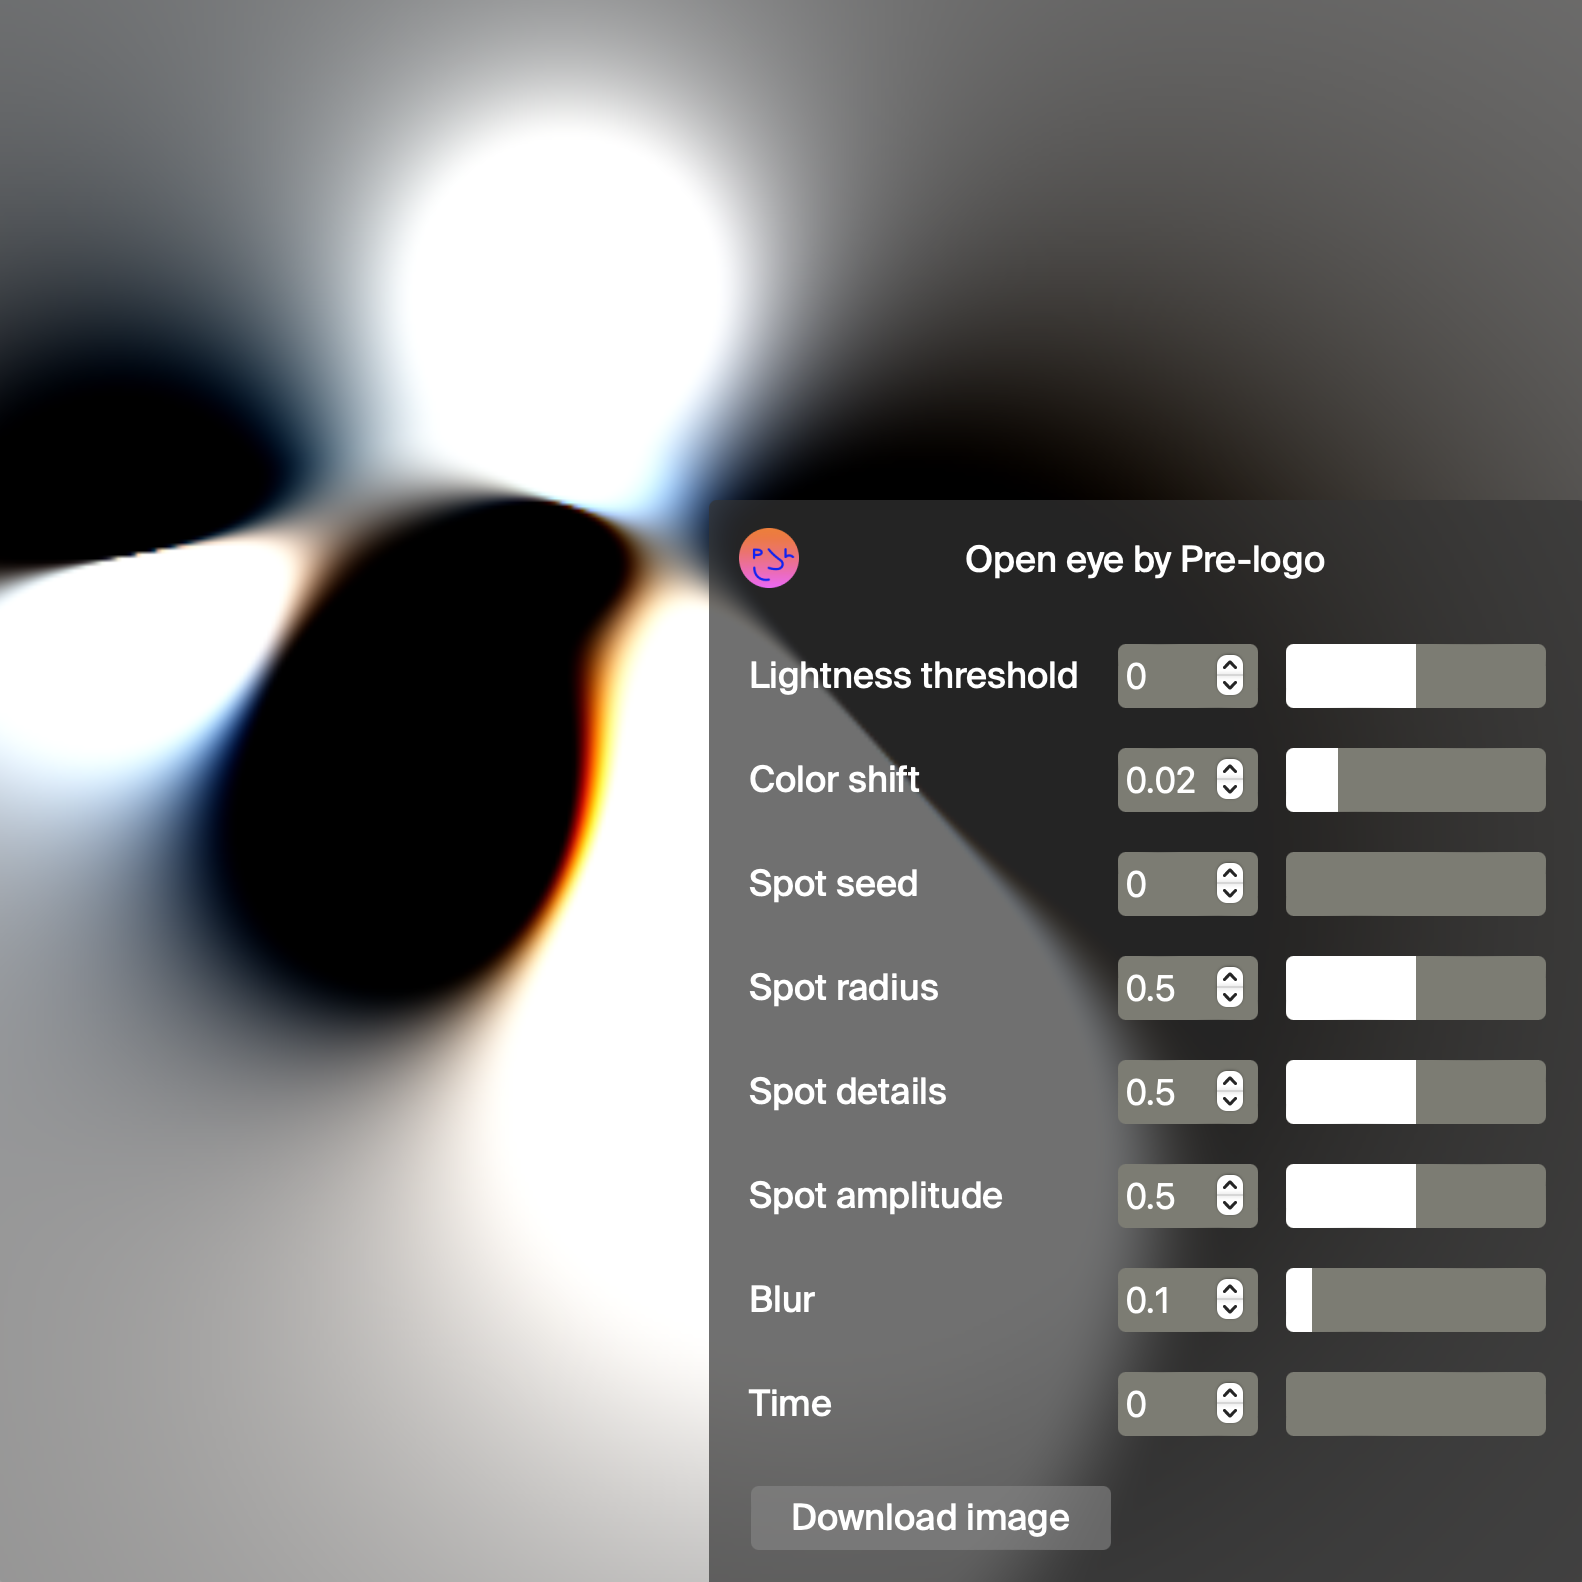 Open eye by Pre-logo
Lightness threshold 0
Color shift 0.02
Spot seed 0
Spot radius 0.5
Spot details 0.5
Spot amplitude 0.5
Blur 0.1
Time 0
Download image